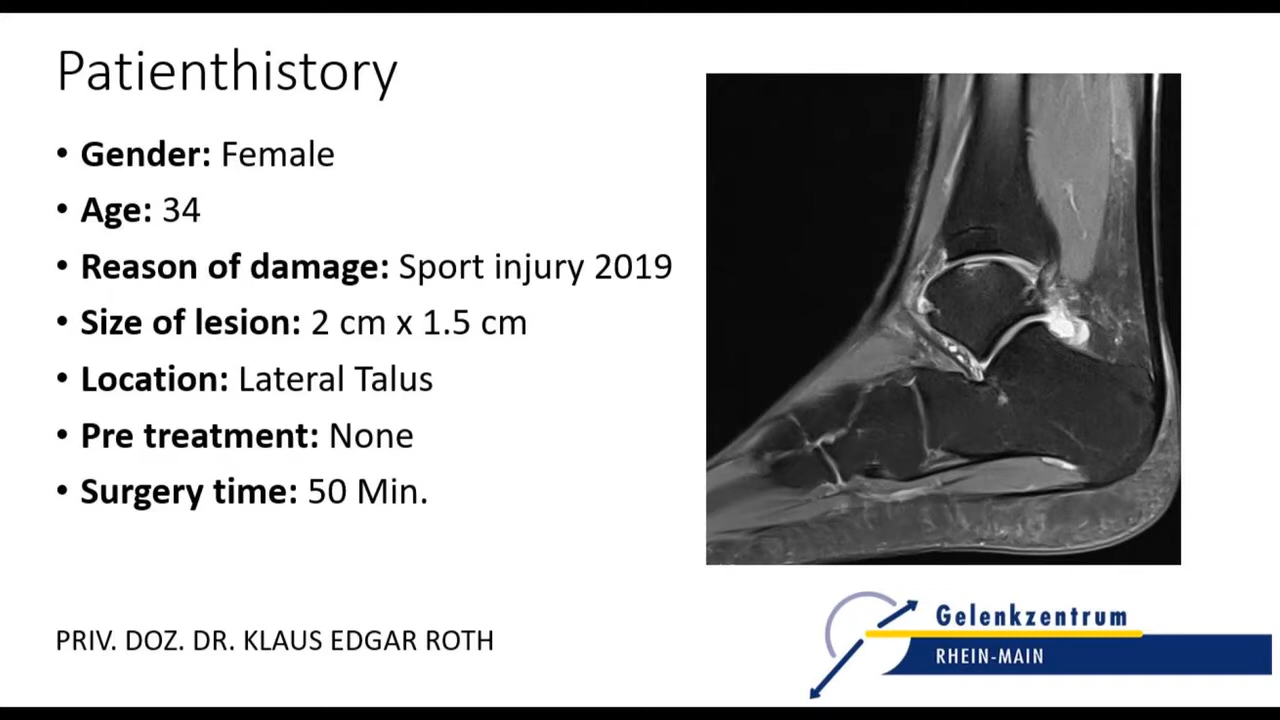 Patienthistory
• Gender: Female
• Age: 34
• Reason of damage: Sport injury 2019
• Size of lesion: 2 cm x 1.5 cm
• Location: Lateral Talus
• Pre treatment: None
• Surgery time: 50 Min.
PRIV. DOZ. DR. KLAUS EDGAR ROTH
Gelenkzentrum
RHEIN-MAIN